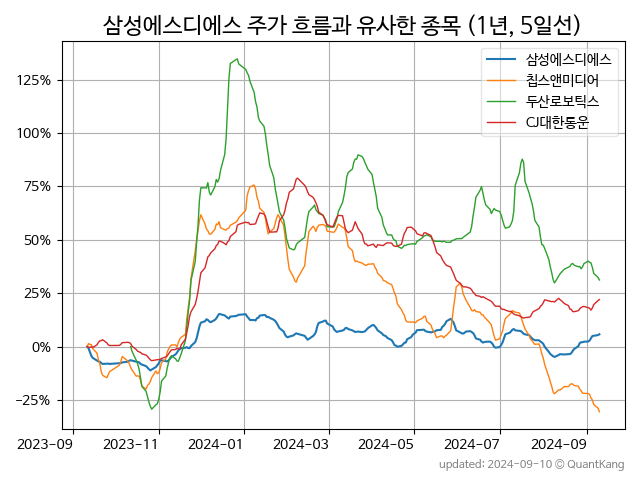 삼성에스디에스 주가 흐름과 유사한 종목 (1년, 5일선)
삼성에스디에스
칩스앤미디어
두산로보틱스
CJ대한통운
125%
100%
75%
50%
25%
0%
−25%
2023-09 2023-11 2024-01 2024-03 2024-05 2024-07 2024-09
updated: 2024-09-10 © QuantKang